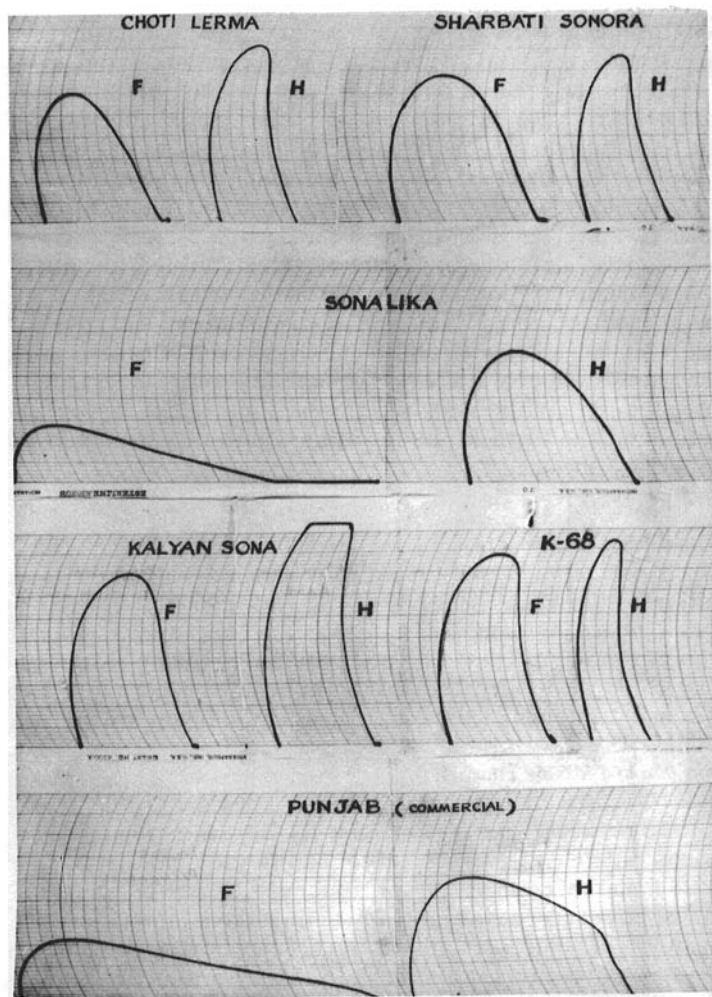 CHOTI LERMA
SHARBATI SONORA
F
H
F
H
SONALIKA
F
H
KALYAN SONA
K-68
F
H
F
H
PUNJAB (COMMERCIAL)
F
H